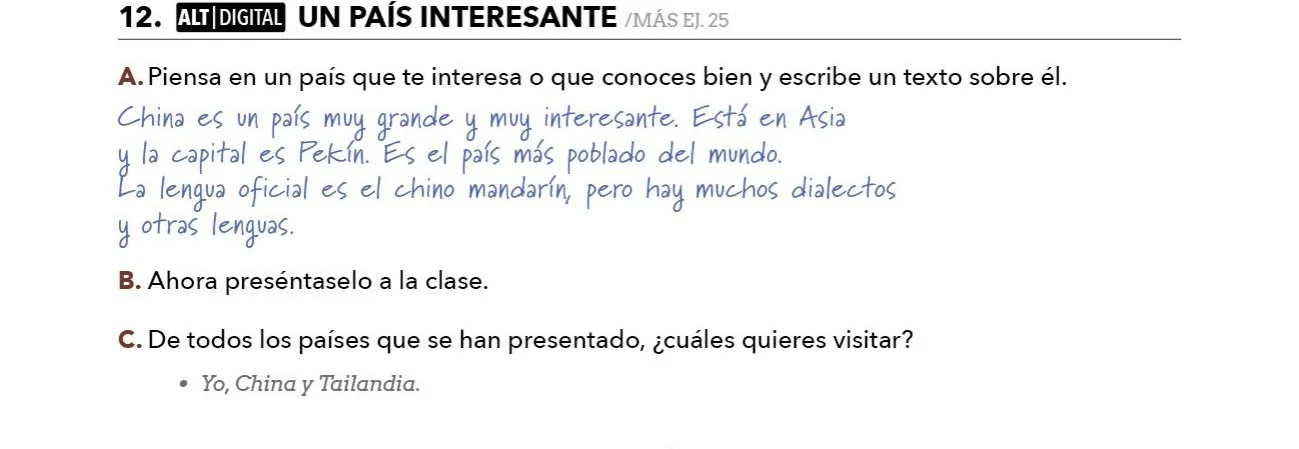 12. ALT|DIGITAL UN PAÍS INTERESANTE /MÁS EJ. 25
A. Piensa en un país que te interesa o que conoces bien y escribe un texto sobre él.
China es un país muy grande y muy interesante. Está en Asia
y la capital es Pekín. Es el país más poblado del mundo.
La lengua oficial es el chino mandarín, pero hay muchos dialectos
y otras lenguas.
B. Ahora preséntaselo a la clase.
C. De todos los países que se han presentado, ¿cuáles quieres visitar?
• Yo, China y Tailandia.